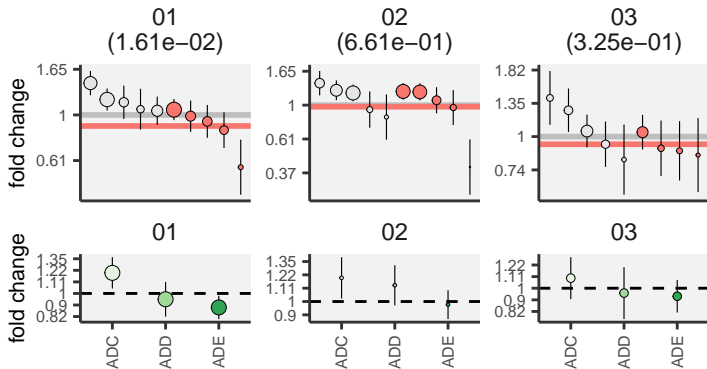 01 02 03
(1.61e−02) (6.61e−01) (3.25e−01)
fold change
1.65 1.65 1.82
1.35
1 1 1
0.61 0.61 0.74
0.37
01 02 03
fold change
1.35 1.35 1.22
1.22 1.22 1.11
1.11 1.11 1
1 1 0.9
0.9 0.9 0.82
0.82
ADC ADD ADE ADC ADD ADE ADC ADD ADE